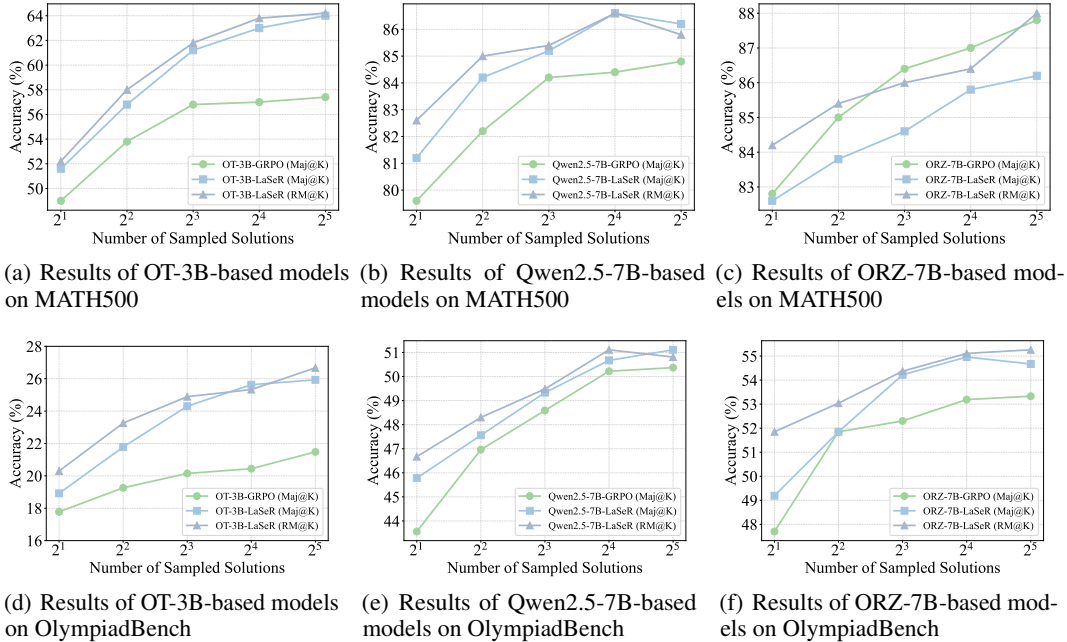 64
62
60
58
56
54
52
50
Accuracy (%)
OT-3B-GRPO (Maj@K)
OT-3B-LaSeR (Maj@K)
OT-3B-LaSeR (RM@K)
2^1 2^2 2^3 2^4 2^5
Number of Sampled Solutions
(a) Results of OT-3B-based models
on MATH500
86
85
84
83
82
81
80
Accuracy (%)
Qwen2.5-7B-GRPO (Maj@K)
Qwen2.5-7B-LaSeR (Maj@K)
Qwen2.5-7B-LaSeR (RM@K)
2^1 2^2 2^3 2^4 2^5
Number of Sampled Solutions
(b) Results of Qwen2.5-7B-based
models on MATH500
88
87
86
85
84
83
Accuracy (%)
ORZ-7B-GRPO (Maj@K)
ORZ-7B-LaSeR (Maj@K)
ORZ-7B-LaSeR (RM@K)
2^1 2^2 2^3 2^4 2^5
Number of Sampled Solutions
(c) Results of ORZ-7B-based mod-
els on MATH500
28
26
24
22
20
18
16
Accuracy (%)
OT-3B-GRPO (Maj@K)
OT-3B-LaSeR (Maj@K)
OT-3B-LaSeR (RM@K)
2^1 2^2 2^3 2^4 2^5
Number of Sampled Solutions
(d) Results of OT-3B-based models
on OlympiadBench
51
50
49
48
47
46
45
44
Accuracy (%)
Qwen2.5-7B-GRPO (Maj@K)
Qwen2.5-7B-LaSeR (Maj@K)
Qwen2.5-7B-LaSeR (RM@K)
2^1 2^2 2^3 2^4 2^5
Number of Sampled Solutions
(e) Results of Qwen2.5-7B-based
models on OlympiadBench
55
54
53
52
51
50
49
48
Accuracy (%)
ORZ-7B-GRPO (Maj@K)
ORZ-7B-LaSeR (Maj@K)
ORZ-7B-LaSeR (RM@K)
2^1 2^2 2^3 2^4 2^5
Number of Sampled Solutions
(f) Results of ORZ-7B-based mod-
els on OlympiadBench